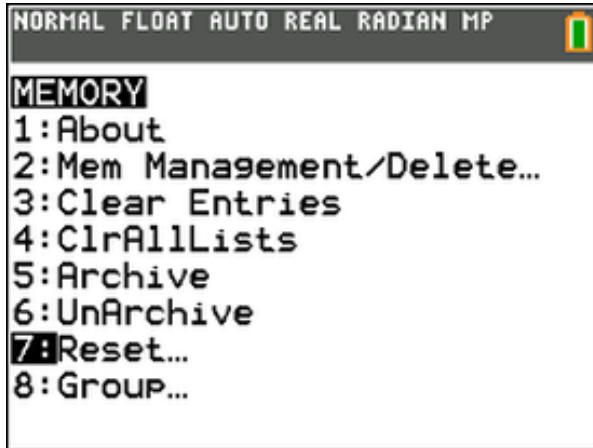 NORMAL FLOAT AUTO REAL RADIAN MP
MEMORY
1:About
2:Mem Management/Delete…
3:Clear Entries
4:ClrAllLists
5:Archive
6:UnArchive
7:Reset…
8:Group…